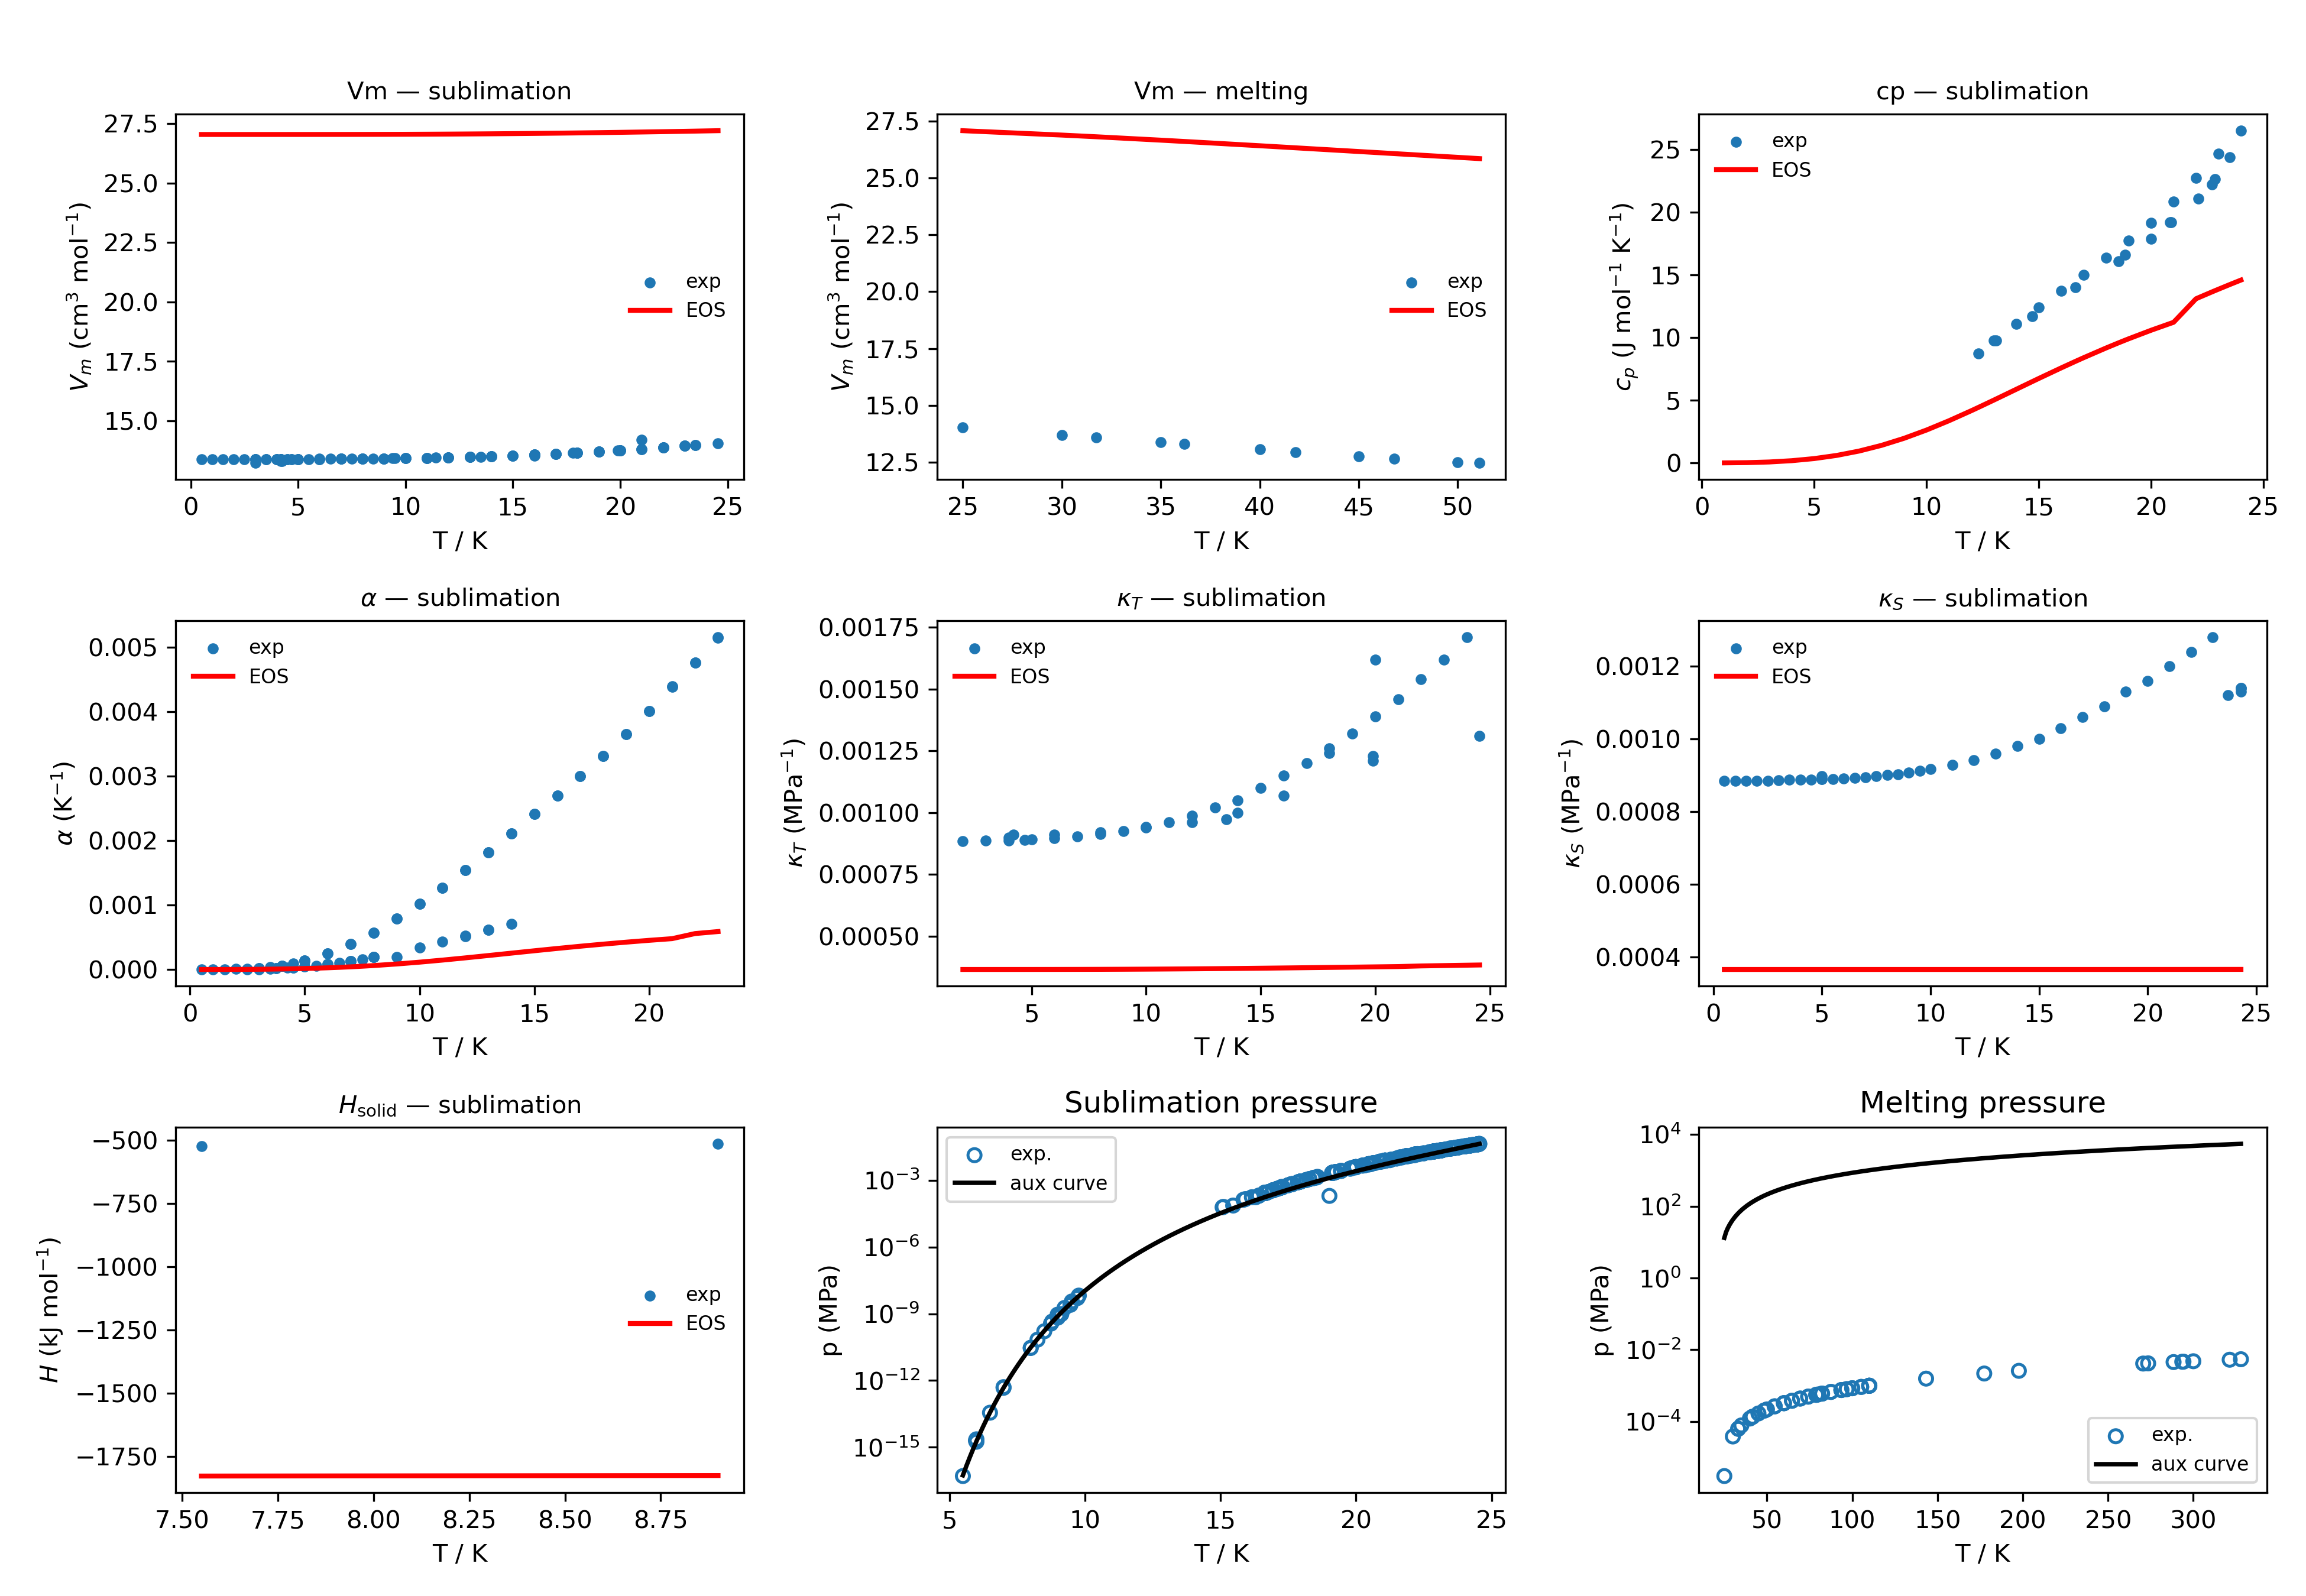 Vm — sublimation
27.5
25.0
22.5
20.0
17.5
15.0
V_m (cm³ mol⁻¹)
exp
EOS
0 5 10 15 20 25
T / K
Vm — melting
27.5
25.0
22.5
20.0
17.5
15.0
12.5
V_m (cm³ mol⁻¹)
exp
EOS
25 30 35 40 45 50
T / K
cp — sublimation
25
20
15
10
5
0
c_p (J mol⁻¹ K⁻¹)
exp
EOS
0 5 10 15 20 25
T / K
α — sublimation
0.005
0.004
0.003
0.002
0.001
0.000
α (K⁻¹)
exp
EOS
0 5 10 15 20
T / K
κ_T — sublimation
0.00175
0.00150
0.00125
0.00100
0.00075
0.00050
κ_T (MPa⁻¹)
exp
EOS
5 10 15 20 25
T / K
κ_S — sublimation
0.0012
0.0010
0.0008
0.0006
0.0004
κ_S (MPa⁻¹)
exp
EOS
0 5 10 15 20 25
T / K
H_solid — sublimation
−500
−750
−1000
−1250
−1500
−1750
H (kJ mol⁻¹)
exp
EOS
7.50 7.75 8.00 8.25 8.50 8.75
T / K
Sublimation pressure
10⁻³
10⁻⁶
10⁻⁹
10⁻¹²
10⁻¹⁵
p (MPa)
exp.
aux curve
5 10 15 20 25
T / K
Melting pressure
10⁴
10²
10⁰
10⁻²
10⁻⁴
p (MPa)
exp.
aux curve
50 100 150 200 250 300
T / K